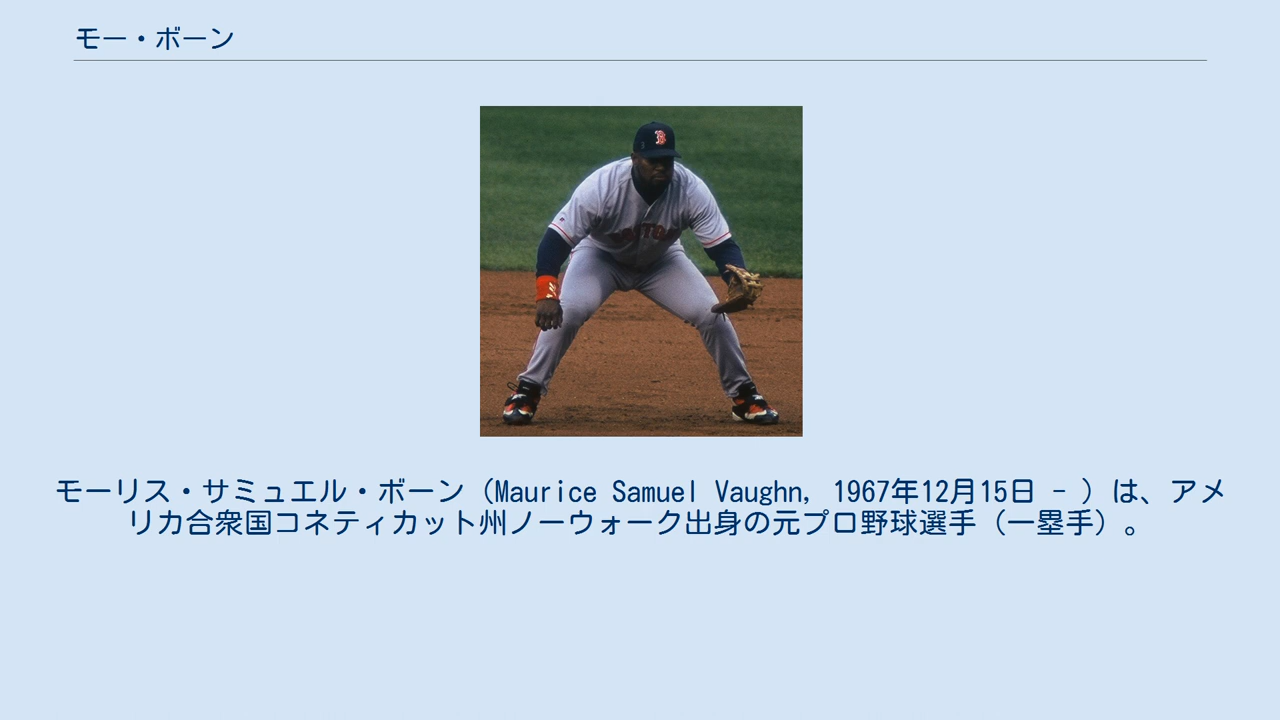 モー・ボーン
B
BOSTON
モーリス・サミュエル・ボーン（Maurice Samuel Vaughn, 1967年12月15日 - ）は、アメ
リカ合衆国コネティカット州ノーウォーク出身の元プロ野球選手（一塁手）。